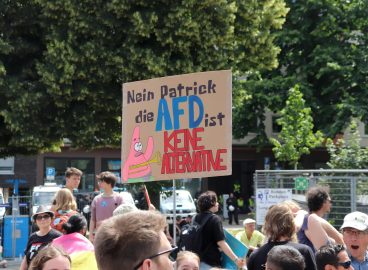 Nein Patrick
die AFD ist
KEINE
ALTERNATIVE